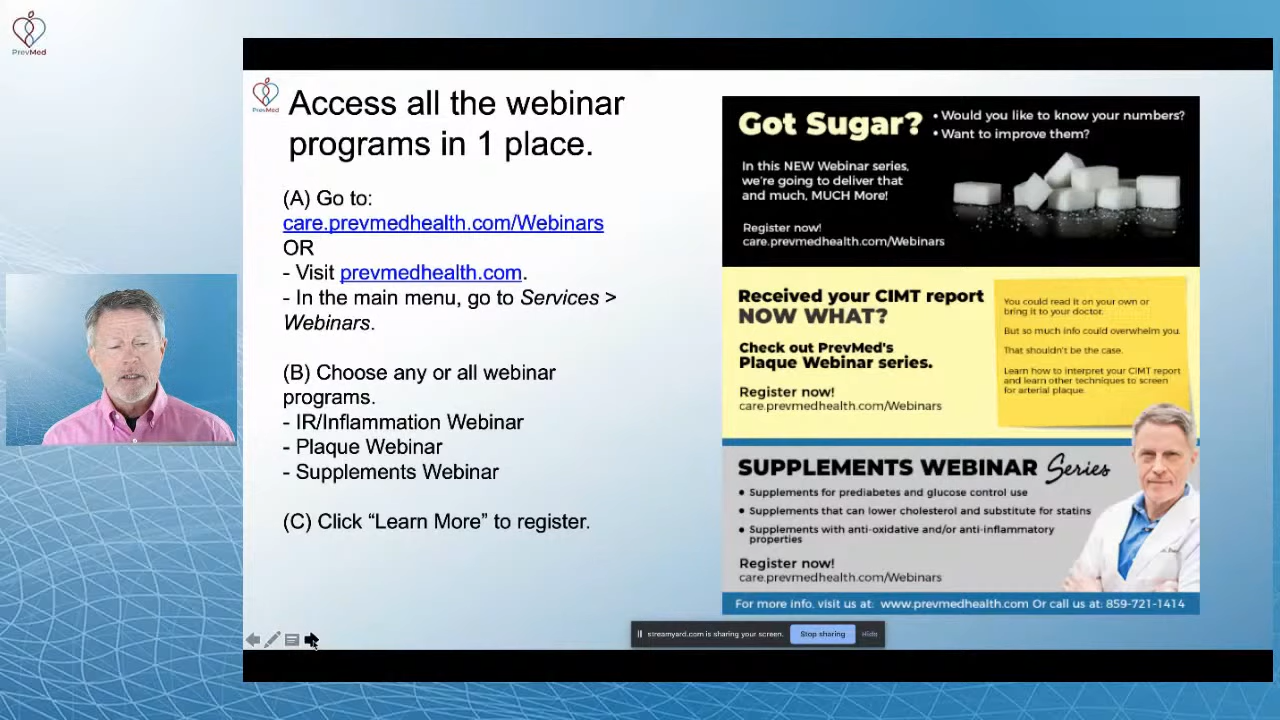 PrevMed
PrevMed
Access all the webinar
programs in 1 place.
(A) Go to:
care.prevmedhealth.com/Webinars
OR
- Visit prevmedhealth.com.
- In the main menu, go to Services >
Webinars.
(B) Choose any or all webinar
programs.
- IR/Inflammation Webinar
- Plaque Webinar
- Supplements Webinar
(C) Click “Learn More” to register.
Got Sugar?
• Would you like to know your numbers?
• Want to improve them?
In this NEW Webinar series,
we're going to deliver that
and much, MUCH More!
Register now!
care.prevmedhealth.com/Webinars
Received your CIMT report
NOW WHAT?
Check out PrevMed's
Plaque Webinar series.
Register now!
care.prevmedhealth.com/Webinars
You could read it on your own or
bring it to your doctor.
But so much info could overwhelm you.
That shouldn't be the case.
Learn how to interpret your CIMT report
and learn other techniques to screen
for arterial plaque.
SUPPLEMENTS WEBINAR Series
• Supplements for prediabetes and glucose control use
• Supplements that can lower cholesterol and substitute for statins
• Supplements with anti-oxidative and/or anti-inflammatory
properties
Register now!
care.prevmedhealth.com/Webinars
For more info, visit us at: www.prevmedhealth.com Or call us at: 859-721-1414
streamyard.com is sharing your screen.
Stop sharing
Hide